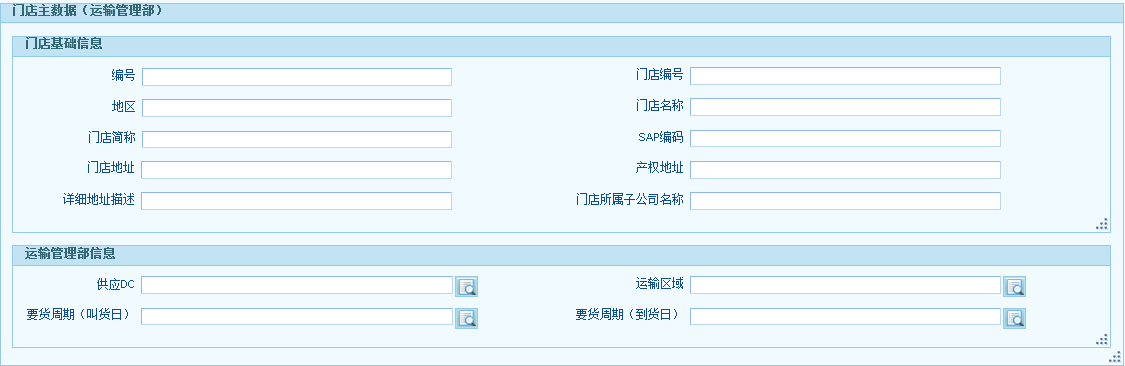 门店主数据（运输管理部）
门店基础信息
编号 门店编号
地区 门店名称
门店简称 SAP编码
门店地址 产权地址
详细地址描述 门店所属子公司名称
运输管理部信息
供应DC 运输区域
要货周期（叫货日） 要货周期（到货日）